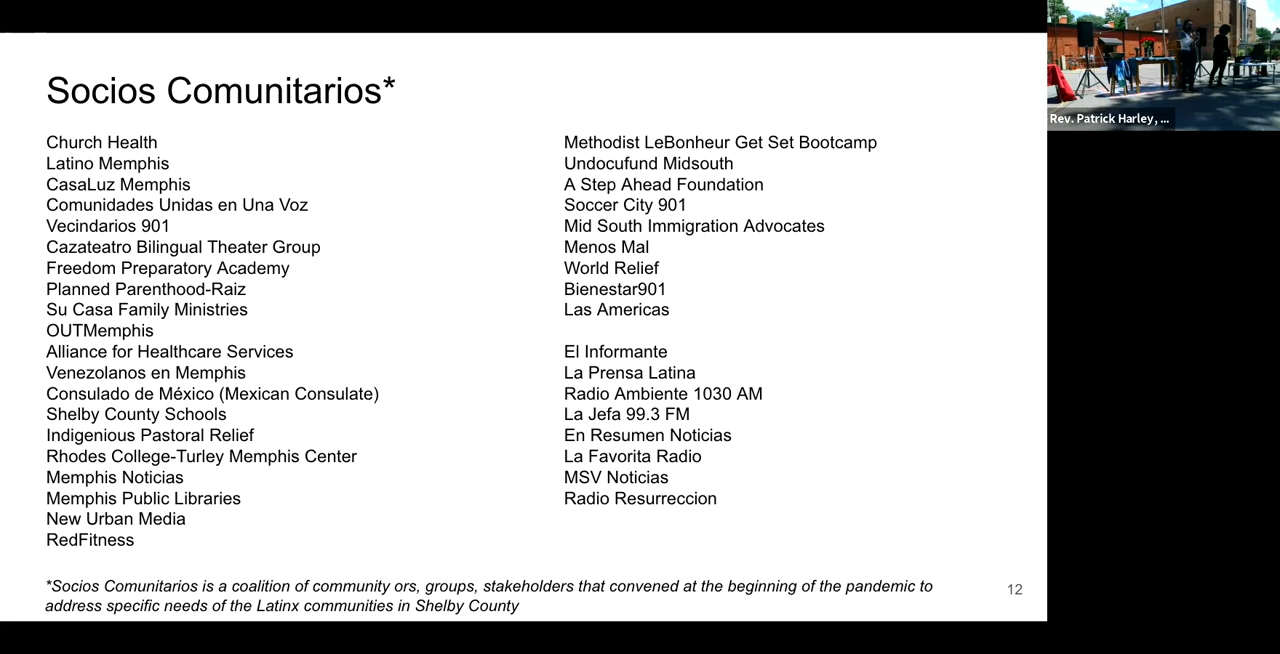 Socios Comunitarios*
Church Health
Latino Memphis
CasaLuz Memphis
Comunidades Unidas en Una Voz
Vecindarios 901
Cazateatro Bilingual Theater Group
Freedom Preparatory Academy
Planned Parenthood-Raiz
Su Casa Family Ministries
OUTMemphis
Alliance for Healthcare Services
Venezolanos en Memphis
Consulado de México (Mexican Consulate)
Shelby County Schools
Indigenious Pastoral Relief
Rhodes College-Turley Memphis Center
Memphis Noticias
Memphis Public Libraries
New Urban Media
RedFitness
Methodist LeBonheur Get Set Bootcamp
Undocufund Midsouth
A Step Ahead Foundation
Soccer City 901
Mid South Immigration Advocates
Menos Mal
World Relief
Bienestar901
Las Americas
El Informante
La Prensa Latina
Radio Ambiente 1030 AM
La Jefa 99.3 FM
En Resumen Noticias
La Favorita Radio
MSV Noticias
Radio Resurreccion
*Socios Comunitarios is a coalition of community ors, groups, stakeholders that convened at the beginning of the pandemic to
address specific needs of the Latinx communities in Shelby County
12
Rev. Patrick Harley, ...